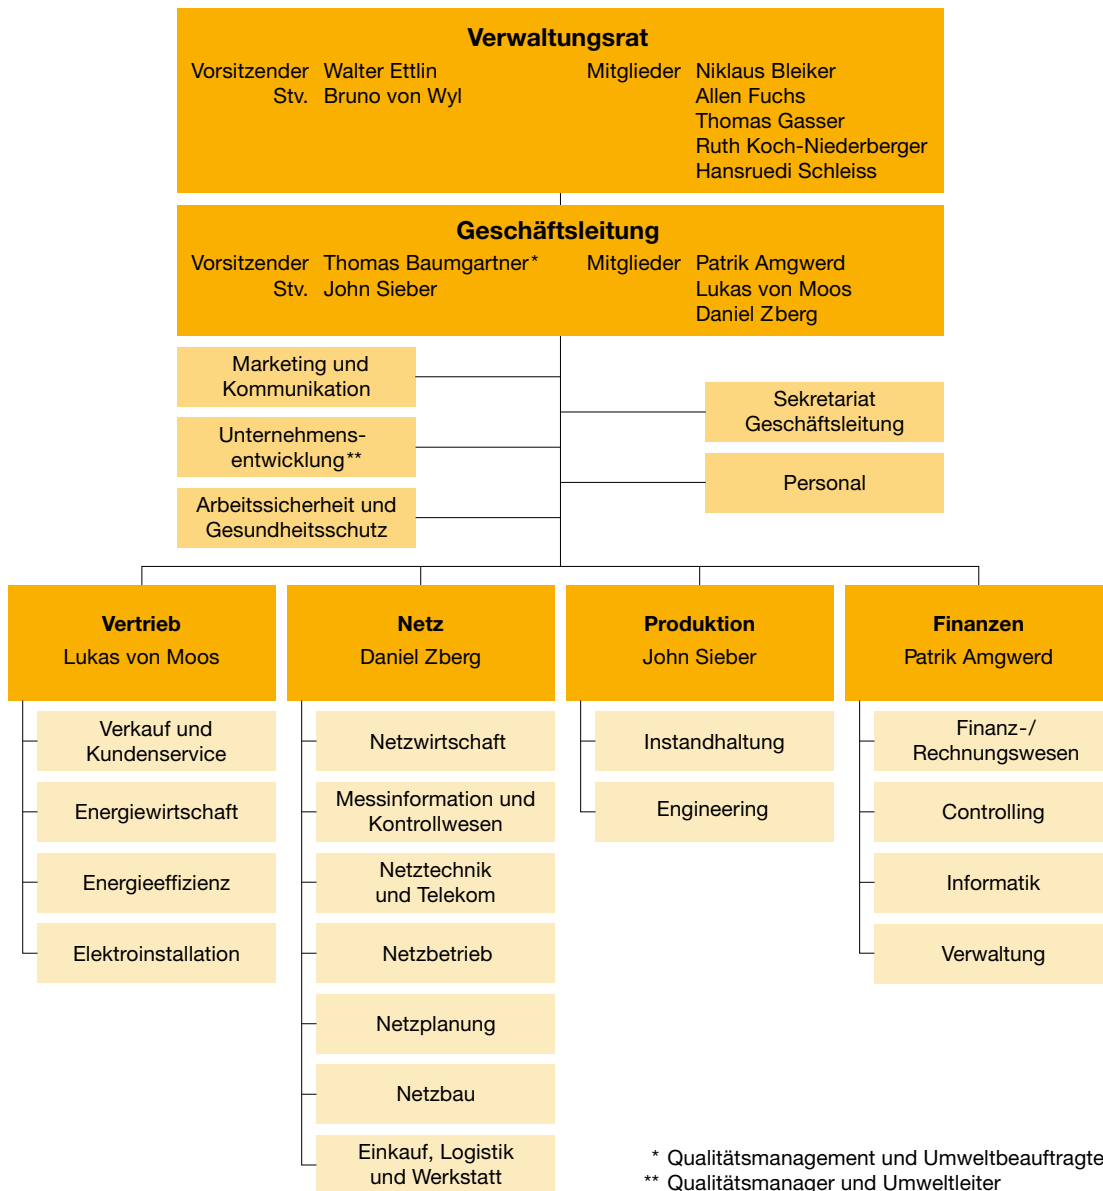 Verwaltungsrat
Vorsitzender Walter Ettlin
Stv. Bruno von Wyl
Mitglieder Niklaus Bleiker
Allen Fuchs
Thomas Gasser
Ruth Koch-Niederberger
Hansruedi Schleiss
Geschäftsleitung
Vorsitzender Thomas Baumgartner*
Stv. John Sieber
Mitglieder Patrik Amgwerd
Lukas von Moos
Daniel Zberg
Marketing und
Kommunikation
Unternehmens-
entwicklung**
Arbeitssicherheit und
Gesundheitsschutz
Sekretariat
Geschäftsleitung
Personal
Vertrieb
Lukas von Moos
Verkauf und
Kundenservice
Energiewirtschaft
Energieeffizienz
Elektroinstallation
Netz
Daniel Zberg
Netzwirtschaft
Messinformation und
Kontrollwesen
Netztechnik
und Telekom
Netzbetrieb
Netzplanung
Netzbau
Einkauf, Logistik
und Werkstatt
Produktion
John Sieber
Instandhaltung
Engineering
Finanzen
Patrik Amgwerd
Finanz-/
Rechnungswesen
Controlling
Informatik
Verwaltung
* Qualitätsmanagement und Umweltbeauftragte
** Qualitätsmanager und Umweltleiter